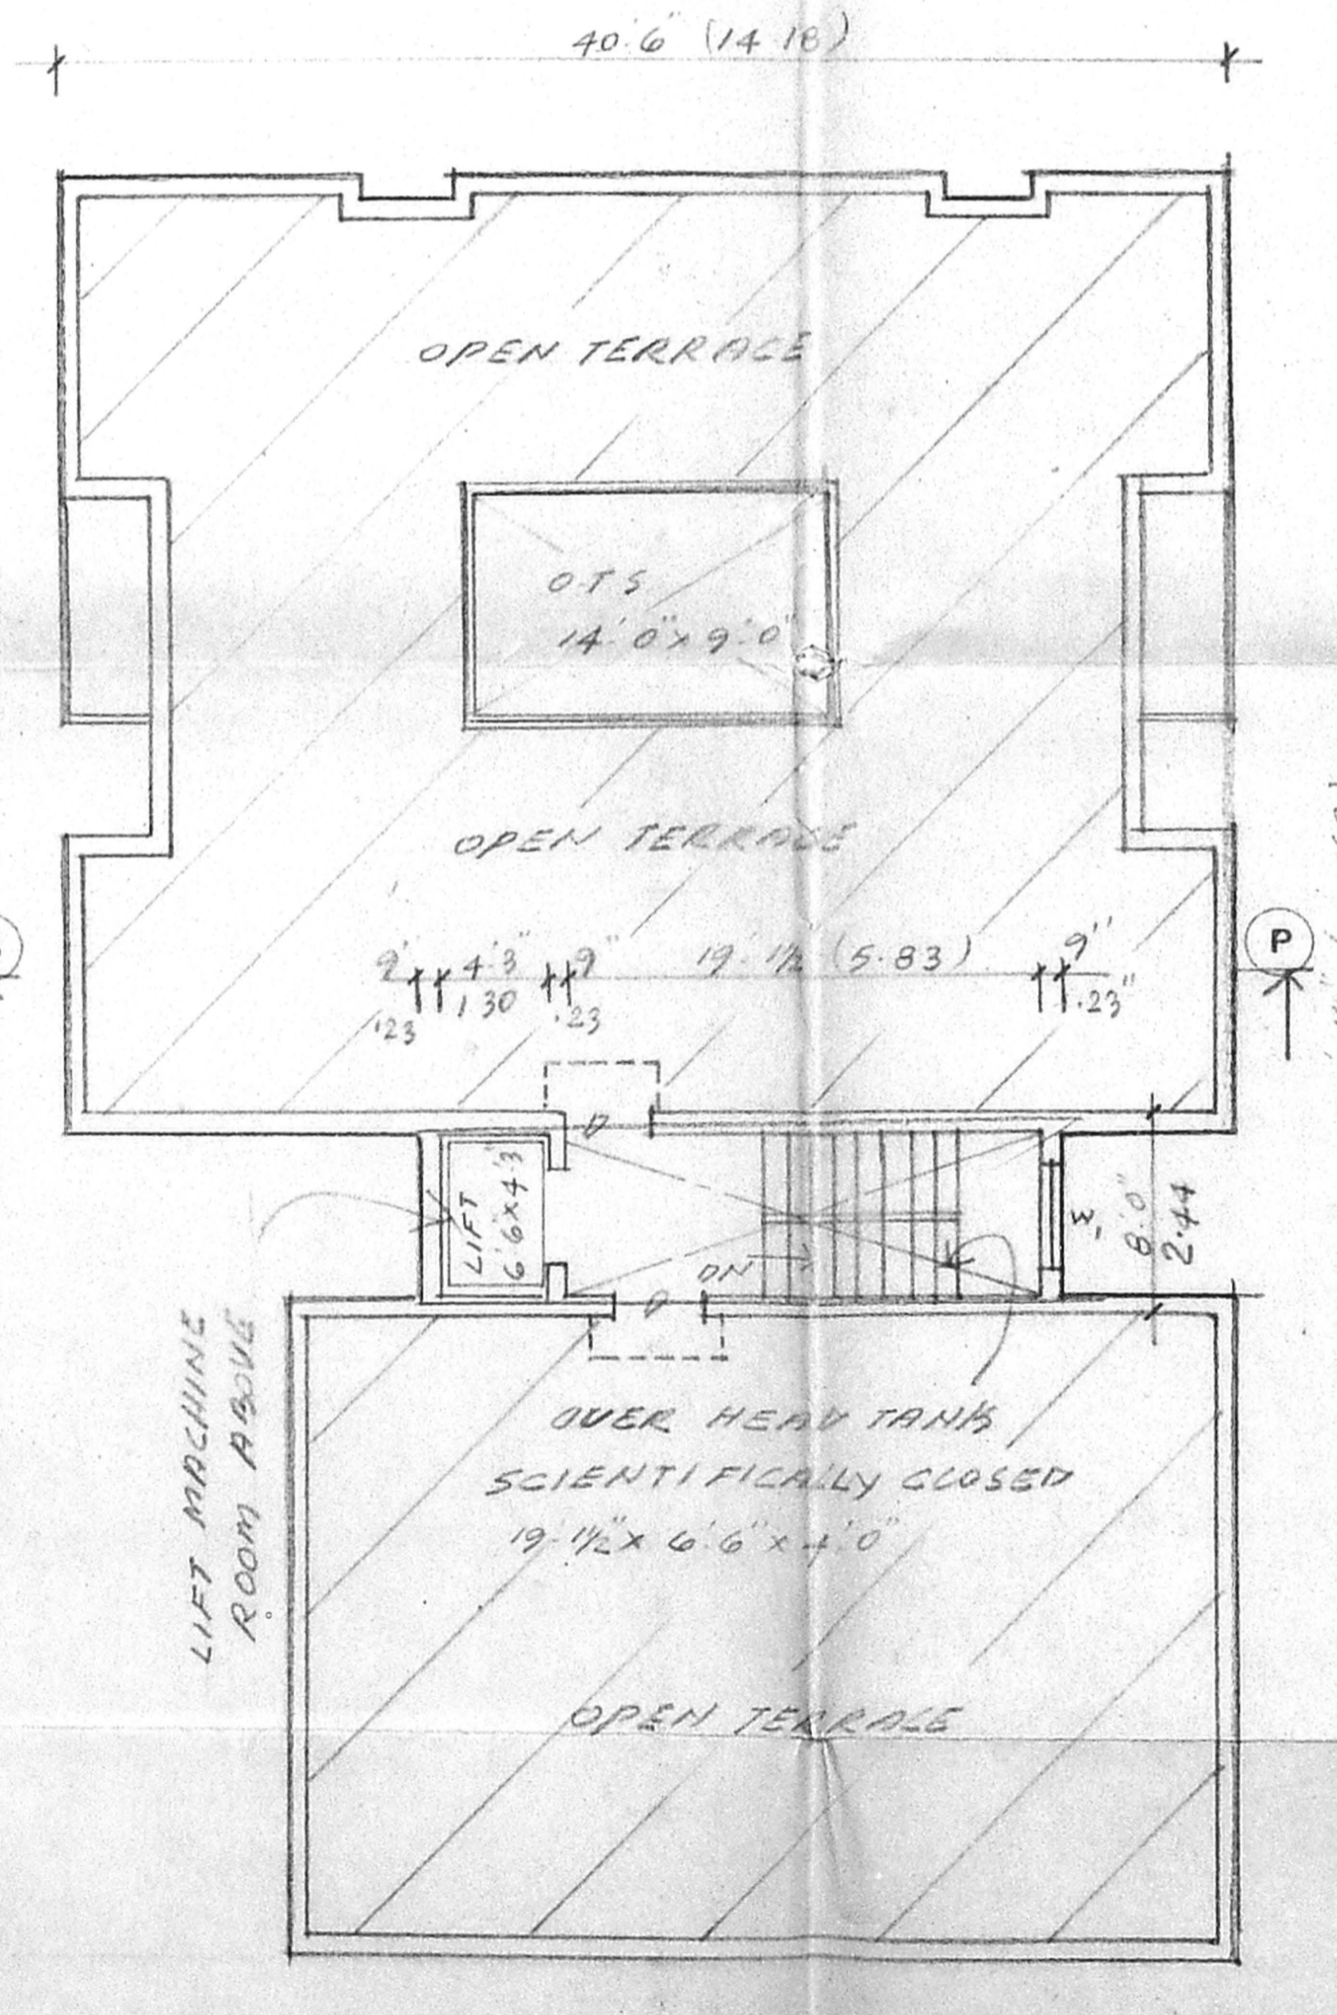 40'.6" (14.18)
OPEN TERRACE
O.T.S
14'.0" x 9'.0"
OPEN TERRACE
9" 4'.3" 9" 19'.1½" (5.83) 9"
.23 1.30 .23 .23"
P
D
LIFT
6'.6" x 4'.3"
DN
D
W,
8'.0"
2.44
LIFT MACHINE
ROOM ABOVE
OVER HEAD TANK
SCIENTIFICALLY CLOSED
19'.1½" x 6'.6" x 4'.0"
OPEN TERRACE